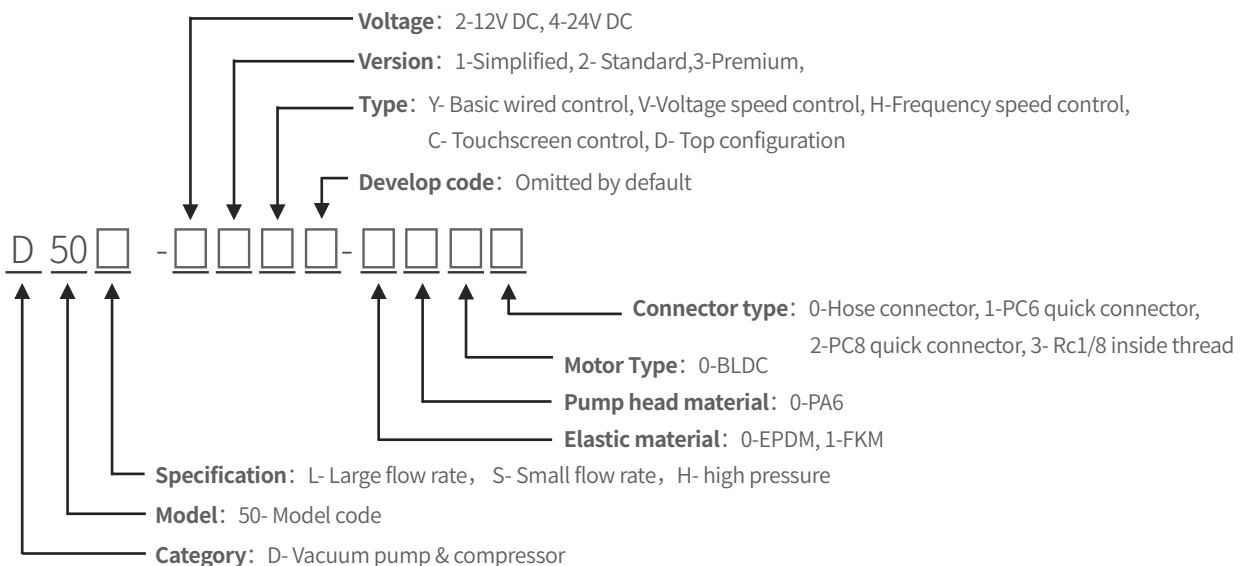 Voltage：2-12V DC, 4-24V DC
Version：1-Simplified, 2- Standard,3-Premium,
Type：Y- Basic wired control, V-Voltage speed control, H-Frequency speed control,
C- Touchscreen control, D- Top configuration
Develop code：Omitted by default
D 50□ -□□□□-□□□□
Connector type：0-Hose connector, 1-PC6 quick connector,
2-PC8 quick connector, 3- Rc1/8 inside thread
Motor Type：0-BLDC
Pump head material：0-PA6
Elastic material：0-EPDM, 1-FKM
Specification：L- Large flow rate， S- Small flow rate，H- high pressure
Model：50- Model code
Category：D- Vacuum pump & compressor